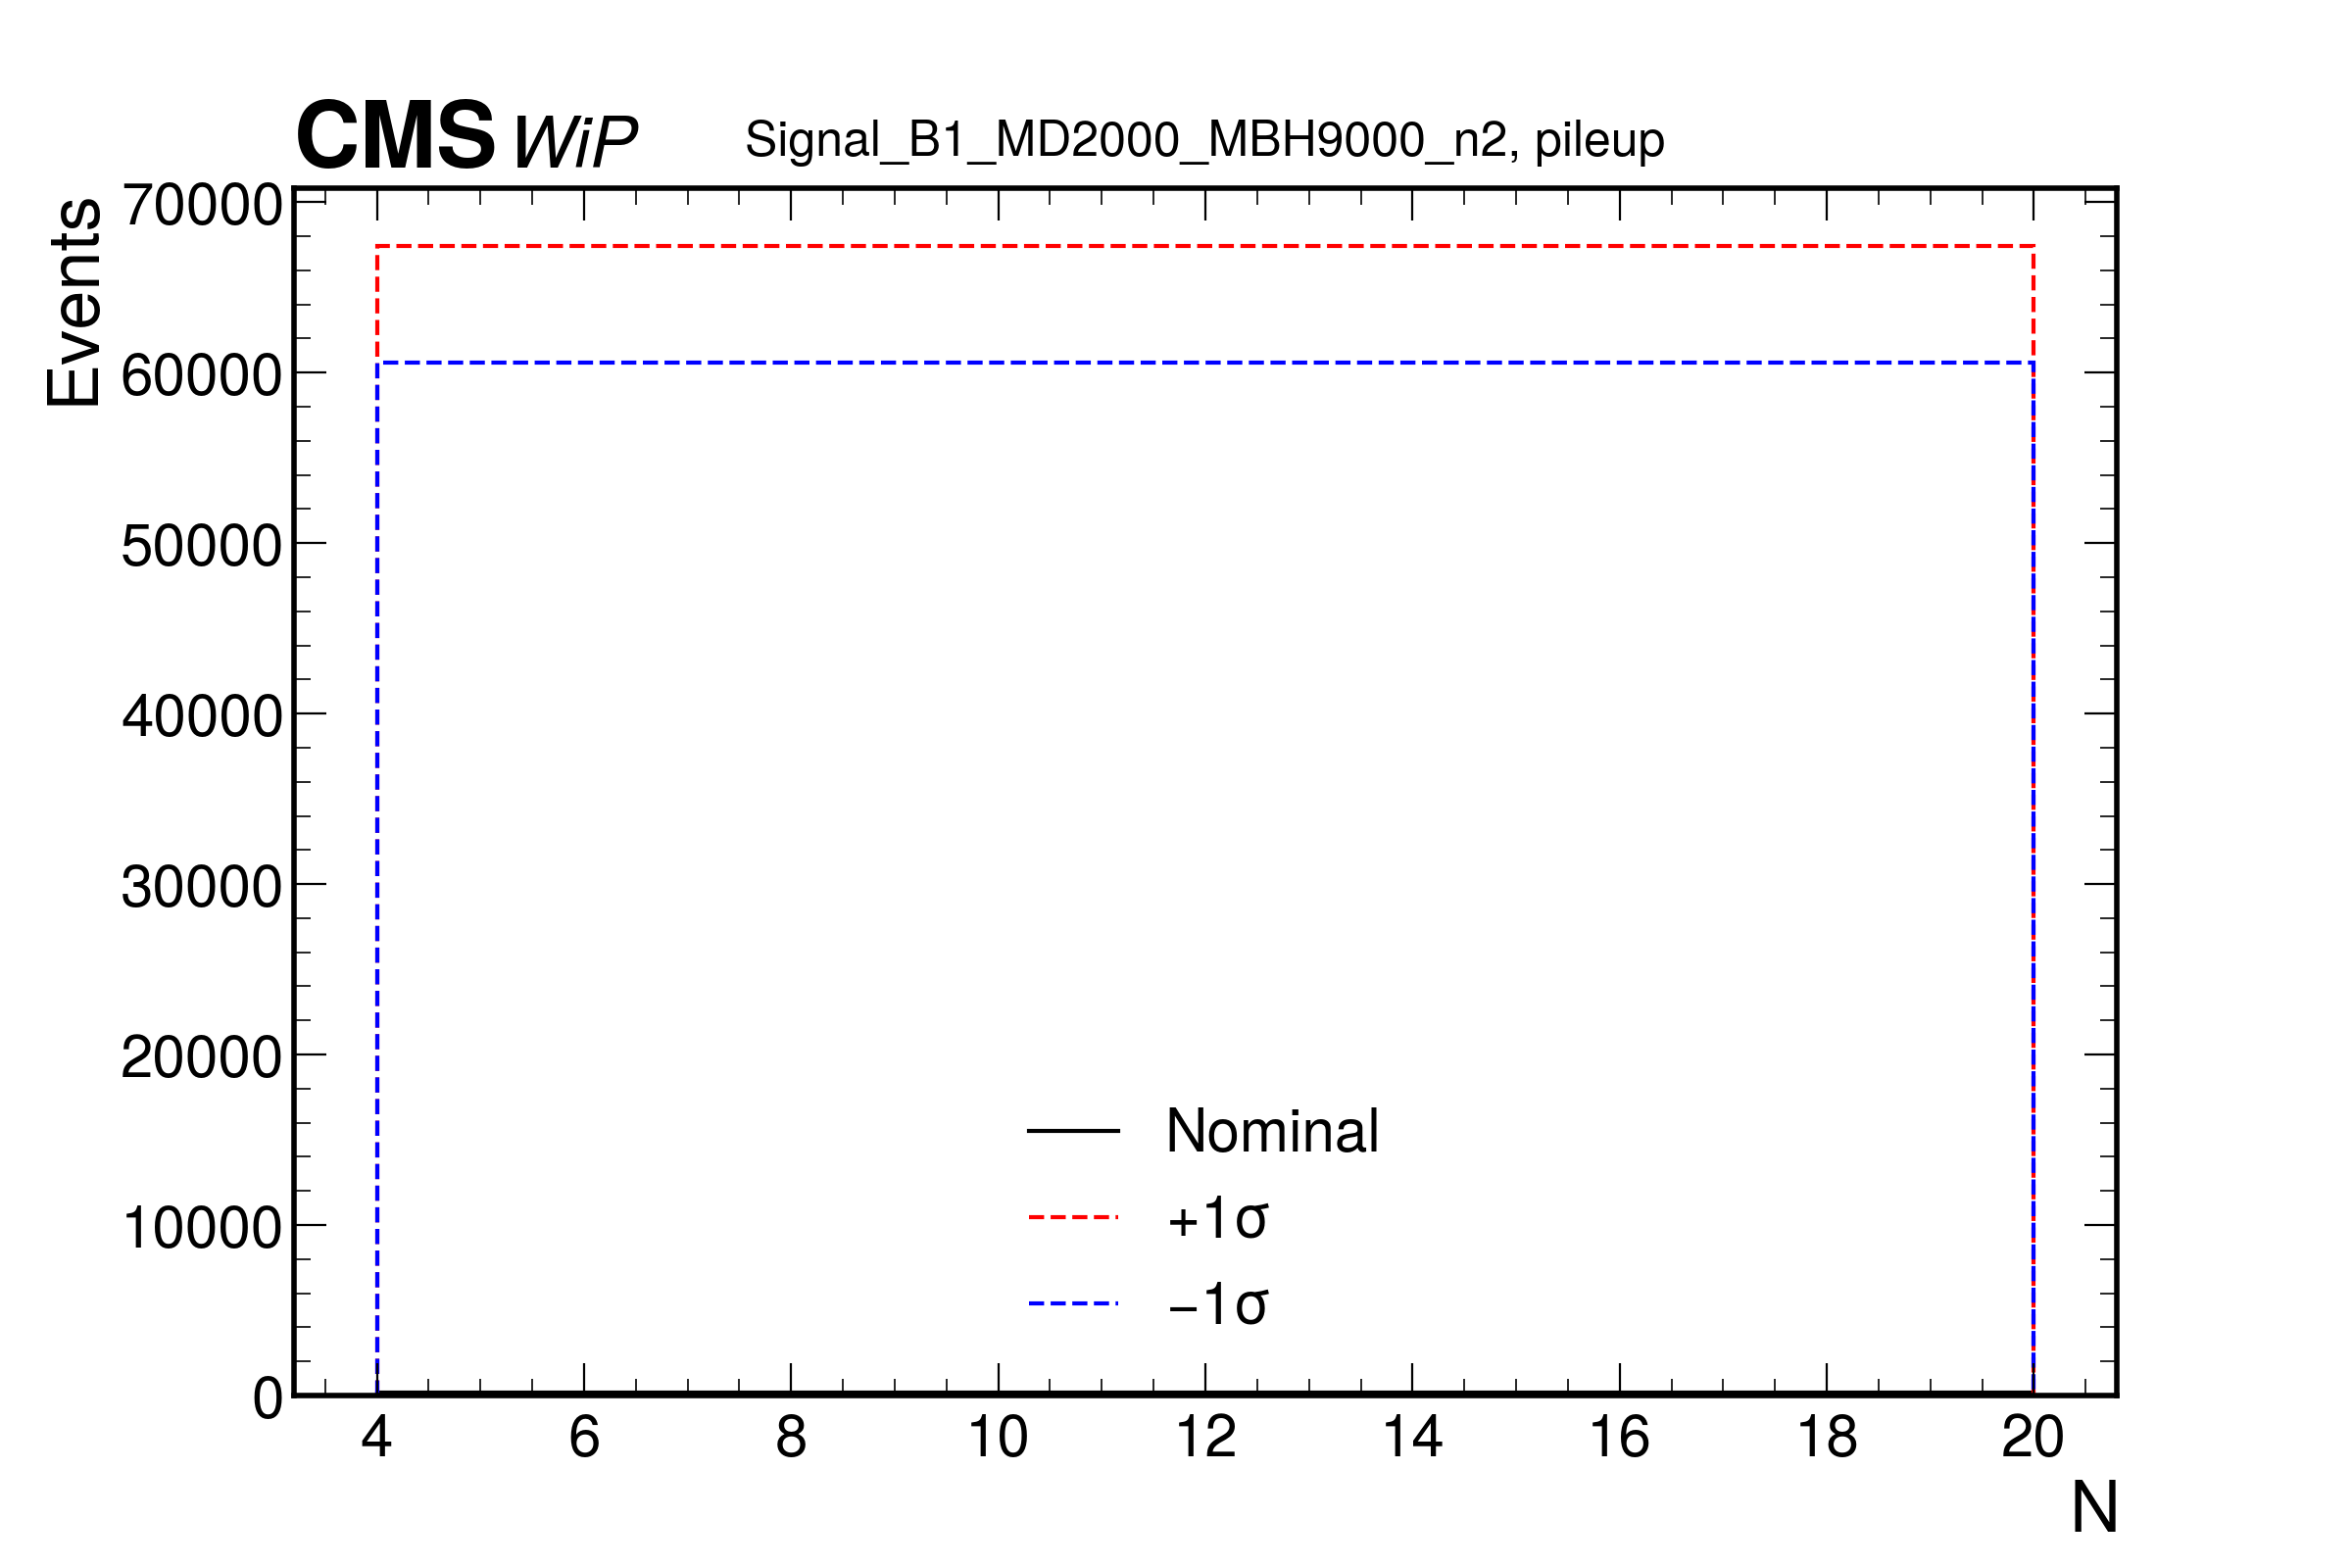 CMS WiP Signal_B1_MD2000_MBH9000_n2, pileup
Events
70000
60000
50000
40000
30000
20000
10000
0
Nominal
+1σ
−1σ
4 6 8 10 12 14 16 18 20
N